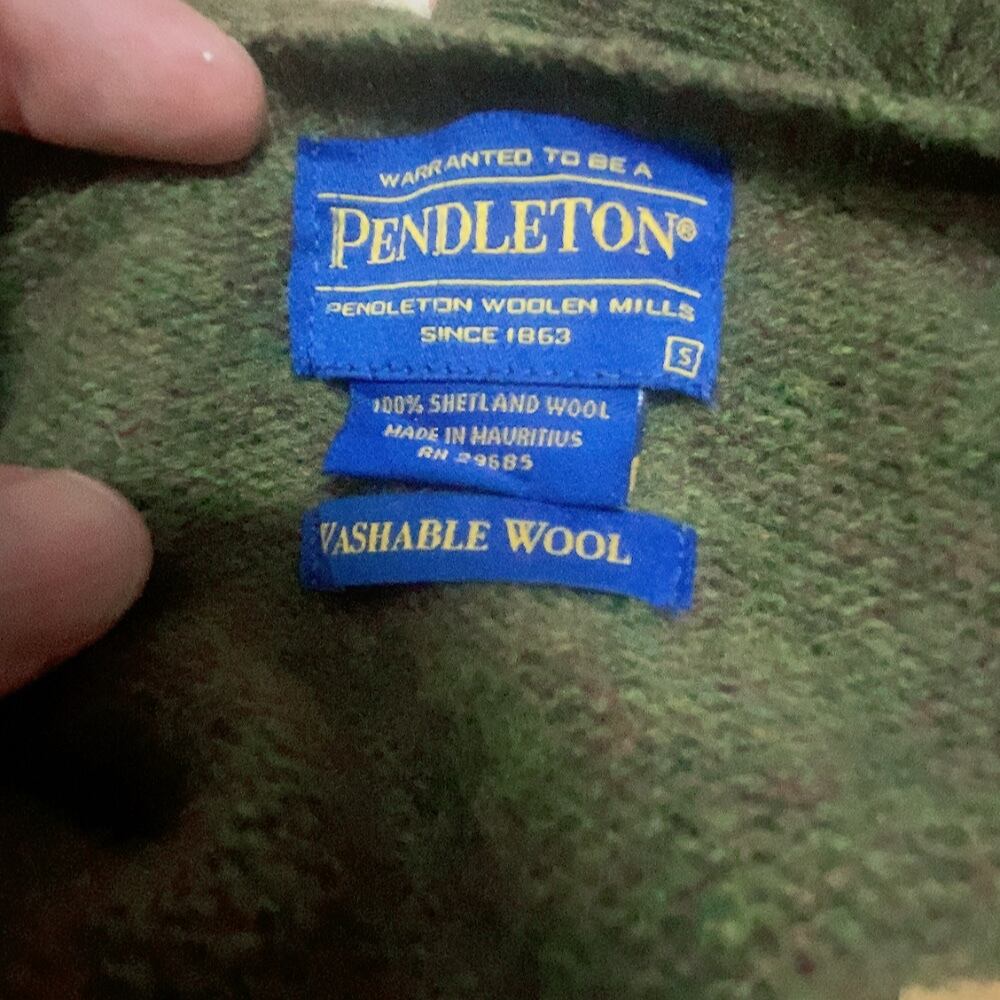 WARRANTED TO BE A
PENDLETON®
PENDLETON WOOLEN MILLS
SINCE 1863
S
100% SHETLAND WOOL
MADE IN MAURITIUS
RN 29685
WASHABLE WOOL